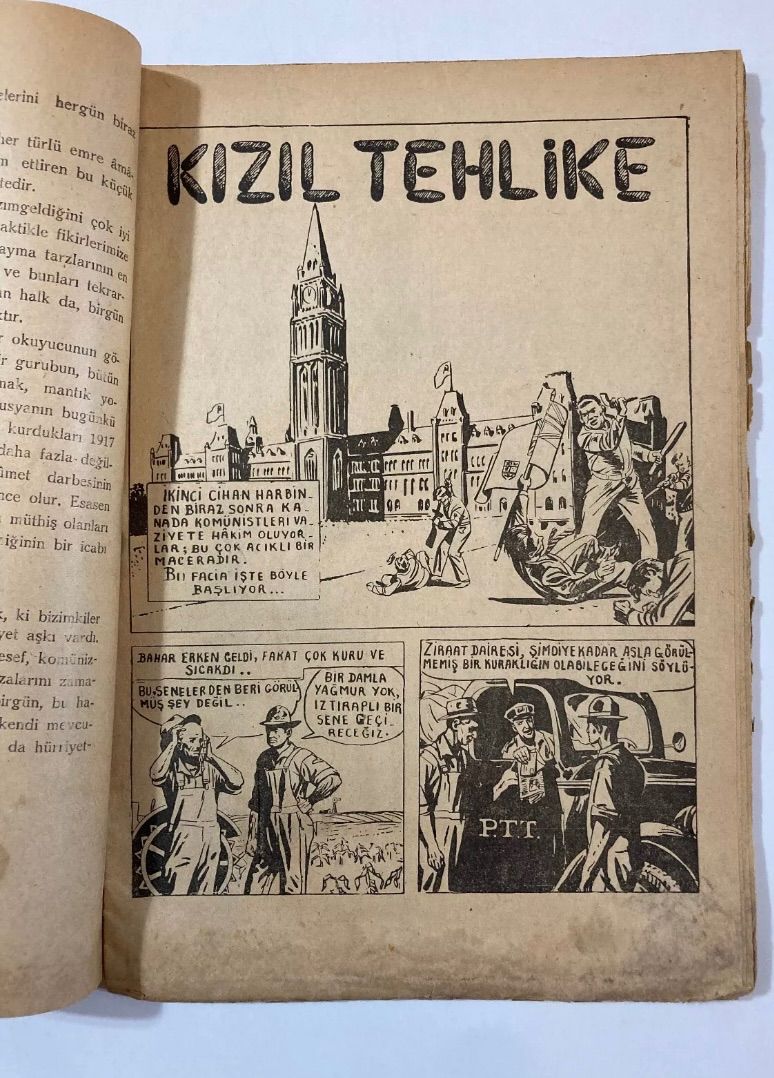 elerini hergün biraz
her türlü emre âmâ-
m ettiren bu küçük
tedir.
zımgeldiğini çok iyi
aktikle fikirlerimize
ayma tarzlarının en
ve bunları tekrar-
an halk da, birgün
ktır.
r okuyucunun gö-
ir gurubun, bütün
mak, mantık yo-
usyanın bugünkü
kurdukları 1917
daha fazla değil-
ümet darbesinin
nce olur. Esasen
müthiş olanları
iğinin bir icabı
k, ki bizimkiler
yet aşkı vardı.
esef, komüniz-
zalarını zama-
birgün, bu ha-
kendi mevcu-
da hürriyet-
KIZIL TEHLİKE
İKİNCİ CİHAN HARBİN-
DEN BİRAZ SONRA KA-
NADA KOMÜNİSTLERİ VA-
ZİYETE HÂKİM OLUYOR-
LAR; BU ÇOK ACIKLI BİR
MACERADIR.
BU FACİA İŞTE BÖYLE
BAŞLIYOR...
BAHAR ERKEN GELDİ, FAKAT ÇOK KURU VE
SICAKDI..
BU, SENELERDEN BERİ GÖRÜL
MÜŞ ŞEY DEĞİL..
BİR DAMLA
YAĞMUR YOK,
IZTIRAPLI BİR
SENE GEÇİ-
RECEĞİZ.
ZİRAAT DAİRESİ, ŞİMDİYE KADAR ASLA GÖRÜL-
MEMİŞ BİR KURAKLIĞIN OLABİLECEĞİNİ SÖYLÜ-
YOR..
P.T.T.